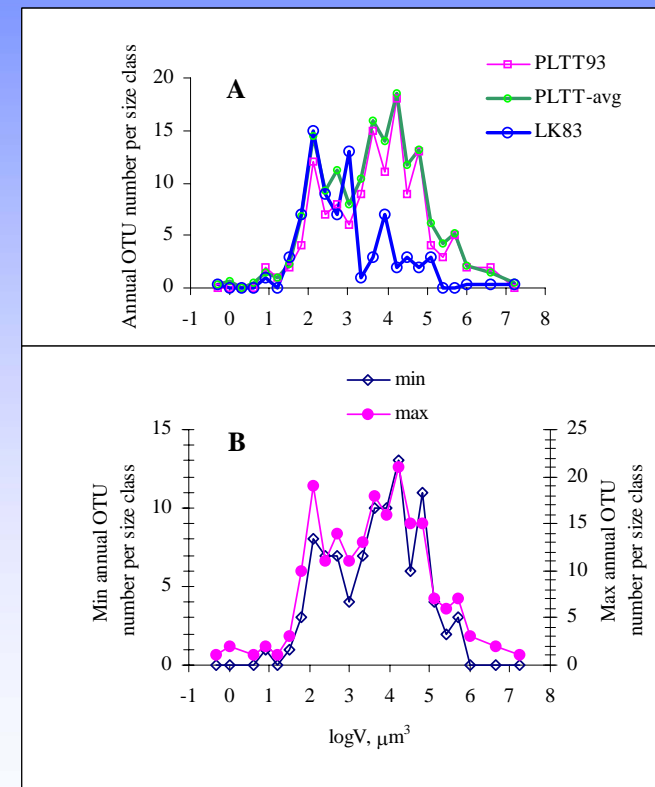 A
PLTT93
PLTT-avg
LK83
Annual OTU number per size class
20
15
10
5
0
-1 0 1 2 3 4 5 6 7 8
min
max
B
Min annual OTU
number per size class
15
10
5
0
25
20
15
10
5
0
Max annual OTU
number per size class
-1 0 1 2 3 4 5 6 7 8
logV, μm³